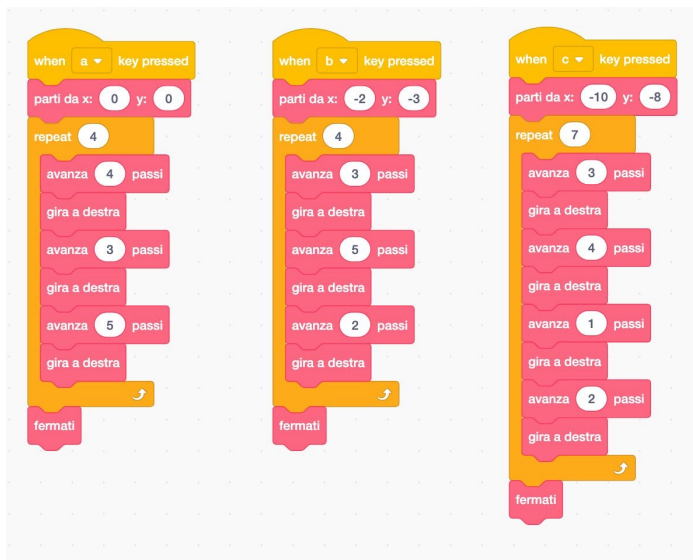 when a key pressed
parti da x: 0 y: 0
repeat 4
avanza 4 passi
gira a destra
avanza 3 passi
gira a destra
avanza 5 passi
gira a destra
fermati
when b key pressed
parti da x: -2 y: -3
repeat 4
avanza 3 passi
gira a destra
avanza 5 passi
gira a destra
avanza 2 passi
gira a destra
fermati
when c key pressed
parti da x: -10 y: -8
repeat 7
avanza 3 passi
gira a destra
avanza 4 passi
gira a destra
avanza 1 passi
gira a destra
avanza 2 passi
gira a destra
fermati